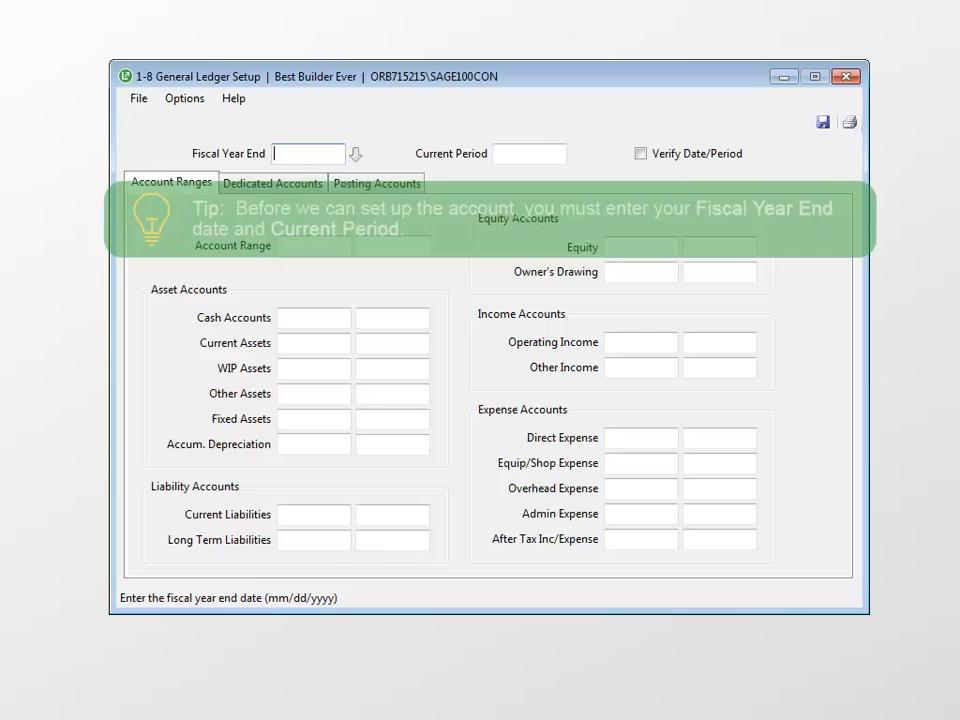 1-8 General Ledger Setup | Best Builder Ever | ORB715215\SAGE100CON
File Options Help
Fiscal Year End Current Period Verify Date/Period
Account Ranges Dedicated Accounts Posting Accounts
Tip: Before we can set up the account, you must enter your Fiscal Year End
date and Current Period.
Account Range
Asset Accounts
Cash Accounts
Current Assets
WIP Assets
Other Assets
Fixed Assets
Accum. Depreciation
Liability Accounts
Current Liabilities
Long Term Liabilities
Equity Accounts
Equity
Owner's Drawing
Income Accounts
Operating Income
Other Income
Expense Accounts
Direct Expense
Equip/Shop Expense
Overhead Expense
Admin Expense
After Tax Inc/Expense
Enter the fiscal year end date (mm/dd/yyyy)